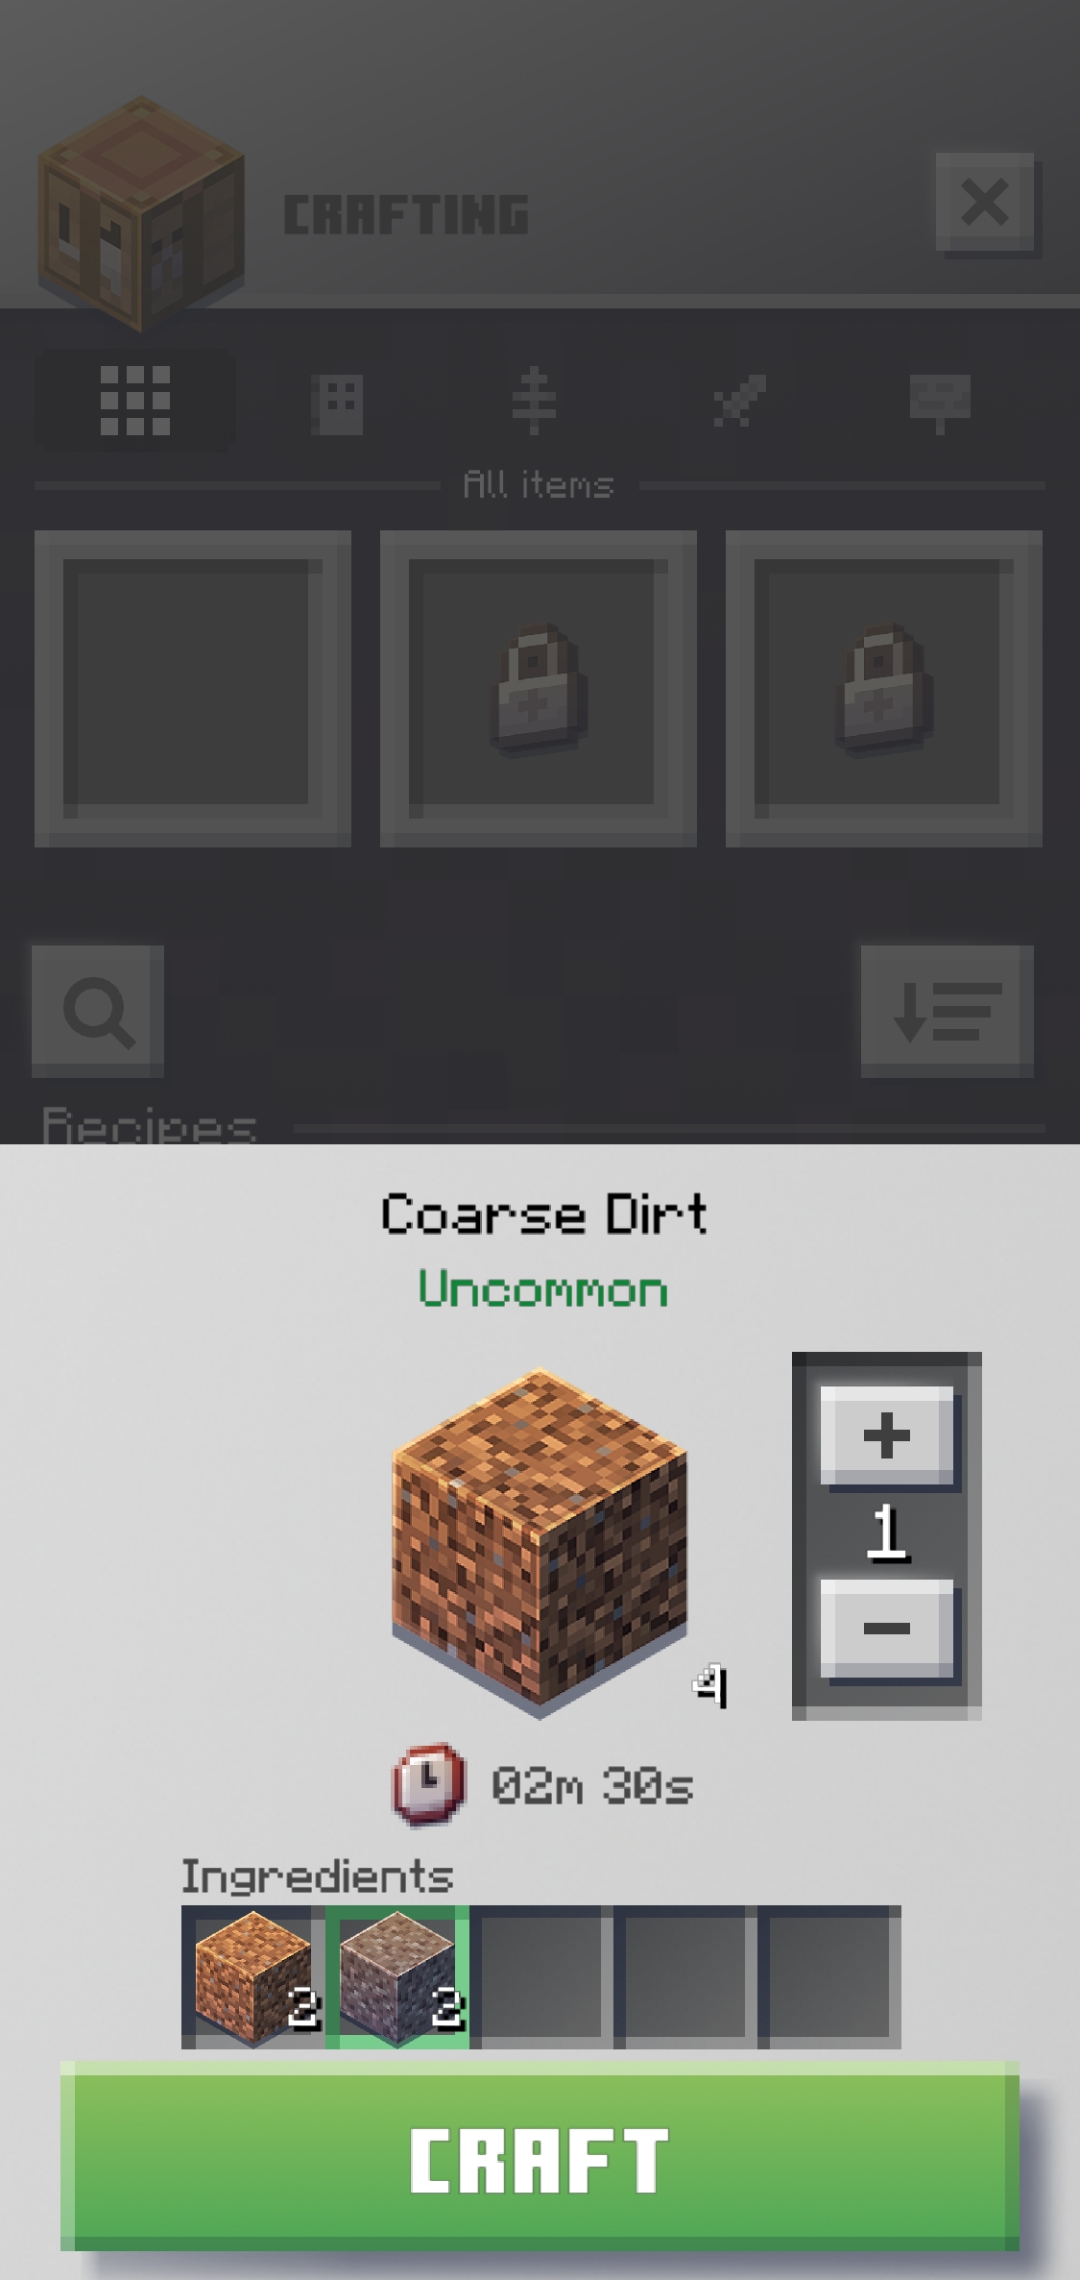 CRAFTING
All items
Recipes
Coarse Dirt
Uncommon
1
4
02m 30s
Ingredients
2 2
CRAFT